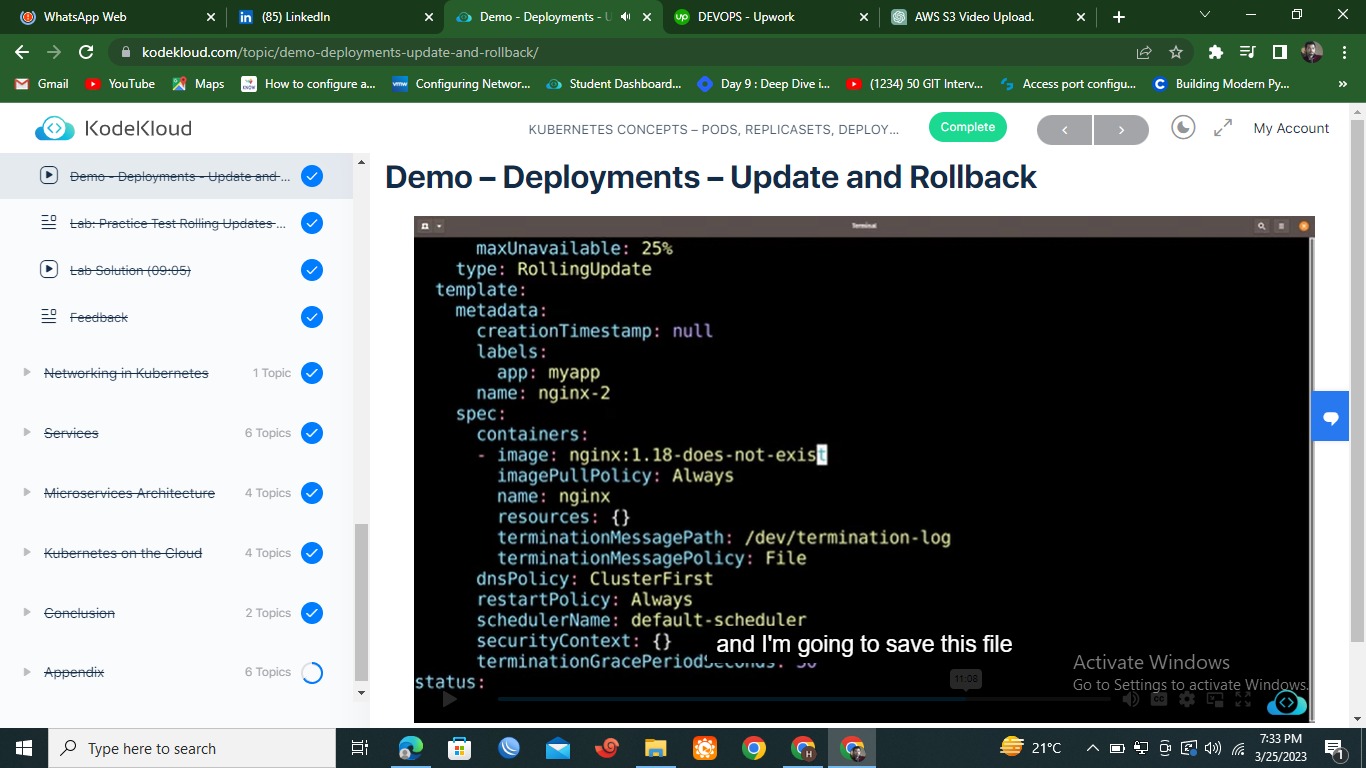 WhatsApp Web
(85) LinkedIn
Demo - Deployments - U
DEVOPS - Upwork
AWS S3 Video Upload.
kodekloud.com/topic/demo-deployments-update-and-rollback/
Gmail
YouTube
Maps
How to configure a...
Configuring Networ...
Student Dashboard...
Day 9 : Deep Dive i...
(1234) 50 GIT Interv...
Access port configu...
Building Modern Py...
KodeKloud
KUBERNETES CONCEPTS – PODS, REPLICASETS, DEPLOY...
Complete
My Account
Demo - Deployments - Update and ...
Lab: Practice Test Rolling Updates ...
Lab Solution (09:05)
Feedback
Networking in Kubernetes 1 Topic
Services 6 Topics
Microservices Architecture 4 Topics
Kubernetes on the Cloud 4 Topics
Conclusion 2 Topics
Appendix 6 Topics
Demo – Deployments – Update and Rollback
Terminal
maxUnavailable: 25%
type: RollingUpdate
template:
metadata:
creationTimestamp: null
labels:
app: myapp
name: nginx-2
spec:
containers:
- image: nginx:1.18-does-not-exist
imagePullPolicy: Always
name: nginx
resources: {}
terminationMessagePath: /dev/termination-log
terminationMessagePolicy: File
dnsPolicy: ClusterFirst
restartPolicy: Always
schedulerName: default-scheduler
securityContext: {}
and I'm going to save this file
terminationGracePeriodSeconds: 30
status:
11:08
CC
Activate Windows
Go to Settings to activate Windows.
Type here to search
21°C
7:33 PM
3/25/2023
1